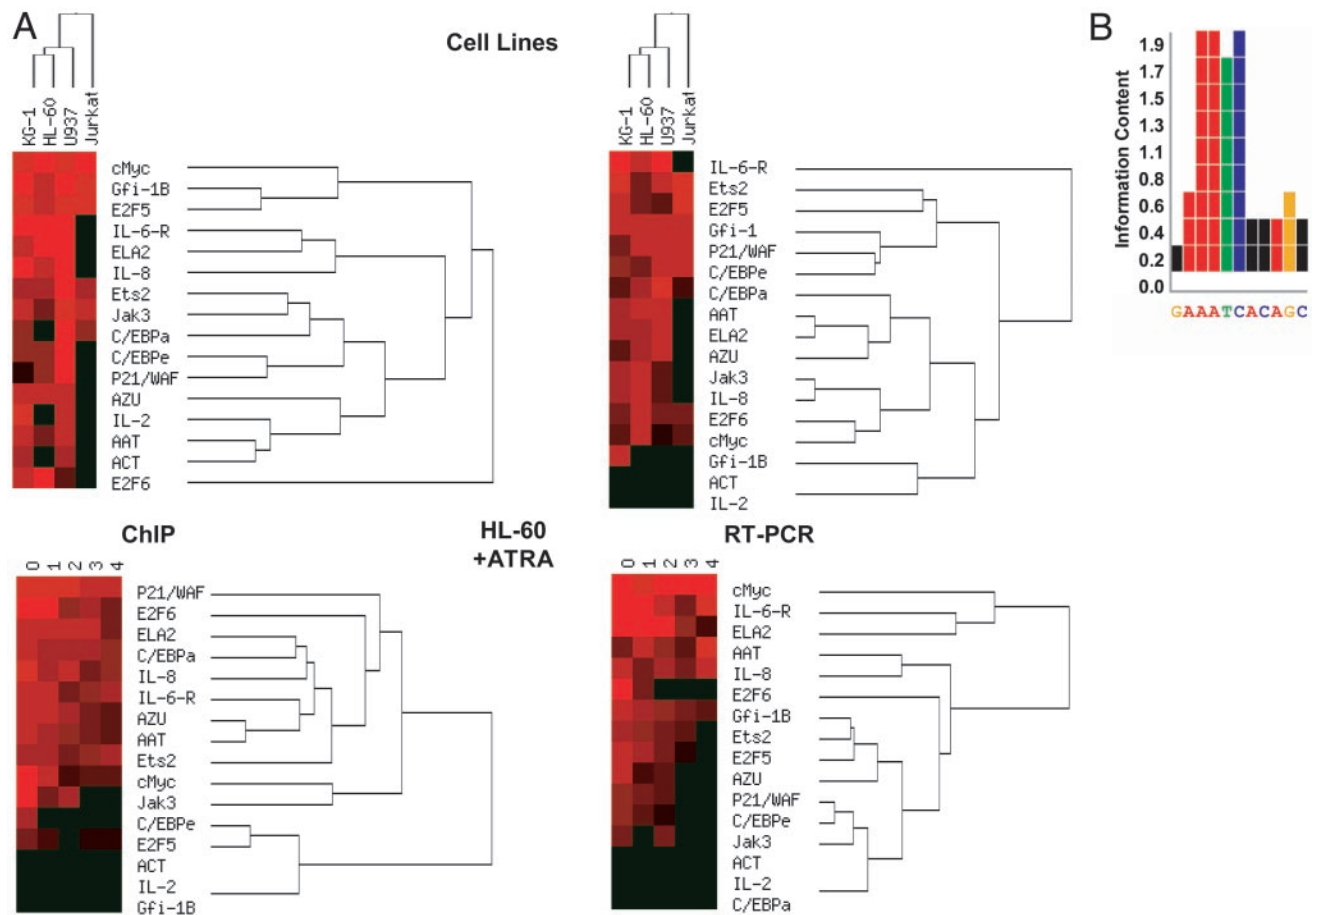 A
Cell Lines
KG-1
HL-60
U937
Jurkat
cMyc
Gfi-1B
E2F5
IL-6-R
ELA2
IL-8
Ets2
Jak3
C/EBPa
C/EBPe
P21/WAF
AZU
IL-2
AAT
ACT
E2F6
KG-1
HL-60
U937
Jurkat
IL-6-R
Ets2
E2F5
Gfi-1
P21/WAF
C/EBPe
C/EBPa
AAT
ELA2
AZU
Jak3
IL-8
E2F6
cMyc
Gfi-1B
ACT
IL-2
B
Information Content
1.9
1.7
1.5
1.3
1.1
0.8
0.6
0.4
0.2
0.0
GAAATCACAGC
ChIP
HL-60
+ATRA
RT-PCR
0 1 2 3 4
P21/WAF
E2F6
ELA2
C/EBPa
IL-8
IL-6-R
AZU
AAT
Ets2
cMyc
Jak3
C/EBPe
E2F5
ACT
IL-2
Gfi-1B
0 1 2 3 4
cMyc
IL-6-R
ELA2
AAT
IL-8
E2F6
Gfi-1B
Ets2
E2F5
AZU
P21/WAF
C/EBPe
Jak3
ACT
IL-2
C/EBPa